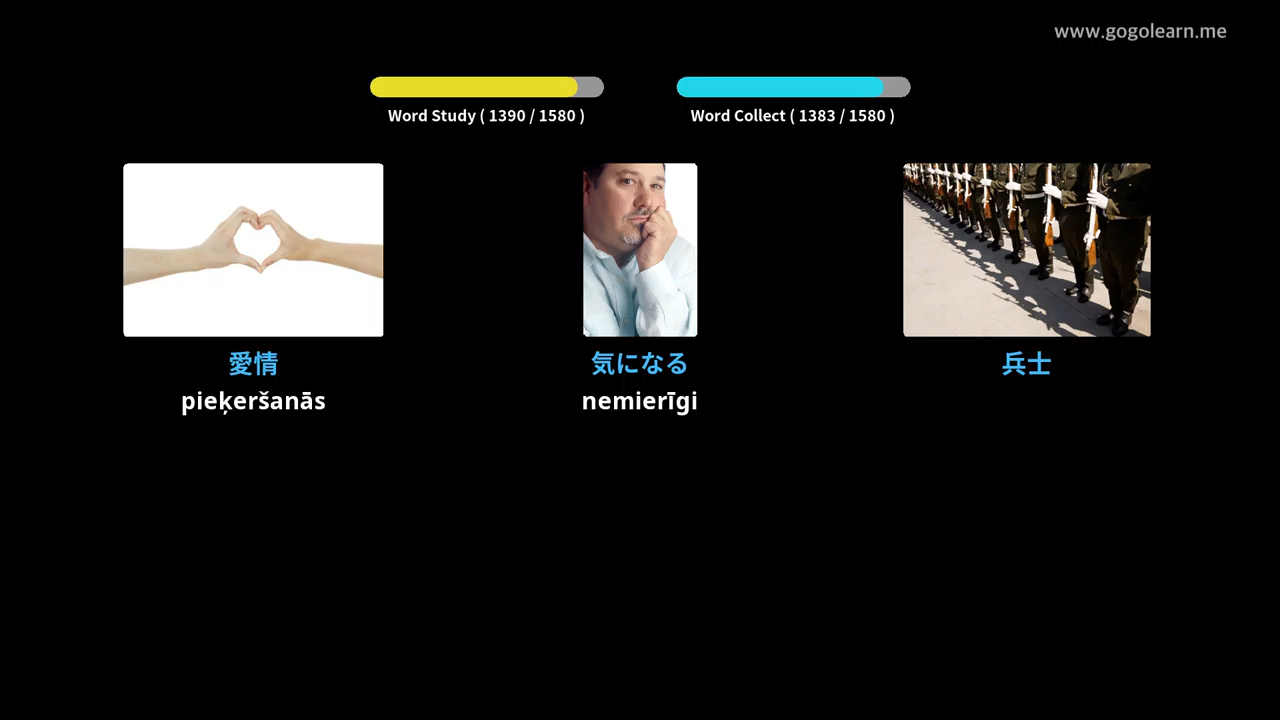 www.gogolearn.me
Word Study ( 1390 / 1580 )
Word Collect ( 1383 / 1580 )
愛情
pieķeršanās
気になる
nemierīgi
兵士